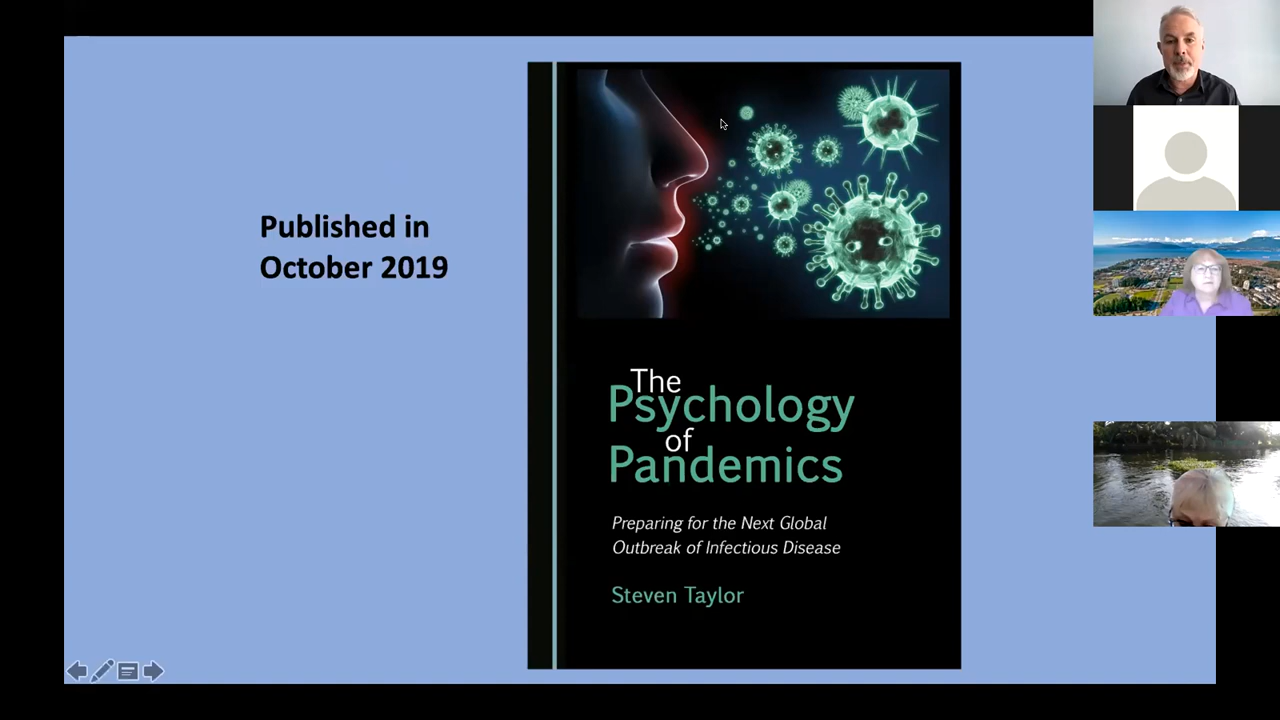 Published in
October 2019
The
Psychology
of
Pandemics
Preparing for the Next Global
Outbreak of Infectious Disease
Steven Taylor